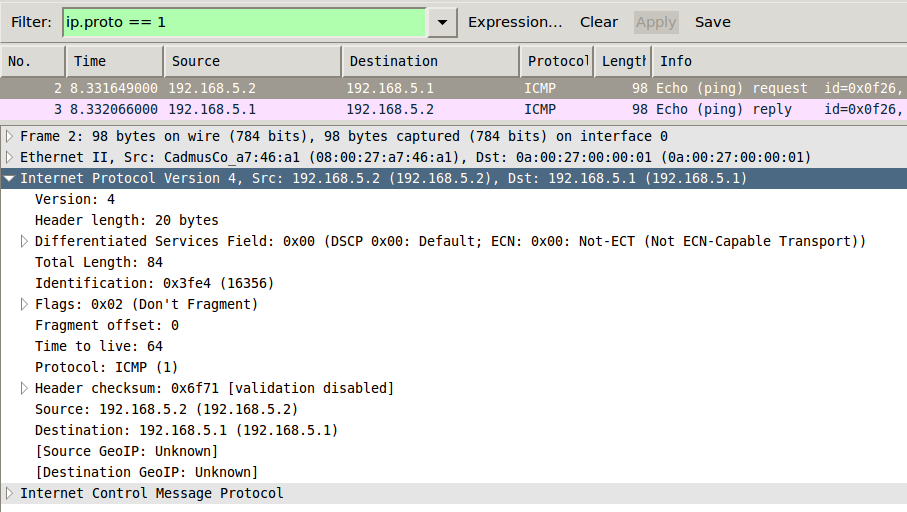 Filter: ip.proto == 1 Expression... Clear Apply Save
No. Time Source Destination Protocol Length Info
2 8.331649000 192.168.5.2 192.168.5.1 ICMP 98 Echo (ping) request id=0x0f26,
3 8.332066000 192.168.5.1 192.168.5.2 ICMP 98 Echo (ping) reply id=0x0f26,
Frame 2: 98 bytes on wire (784 bits), 98 bytes captured (784 bits) on interface 0
Ethernet II, Src: CadmusCo_a7:46:a1 (08:00:27:a7:46:a1), Dst: 0a:00:27:00:00:01 (0a:00:27:00:00:01)
Internet Protocol Version 4, Src: 192.168.5.2 (192.168.5.2), Dst: 192.168.5.1 (192.168.5.1)
Version: 4
Header length: 20 bytes
Differentiated Services Field: 0x00 (DSCP 0x00: Default; ECN: 0x00: Not-ECT (Not ECN-Capable Transport))
Total Length: 84
Identification: 0x3fe4 (16356)
Flags: 0x02 (Don't Fragment)
Fragment offset: 0
Time to live: 64
Protocol: ICMP (1)
Header checksum: 0x6f71 [validation disabled]
Source: 192.168.5.2 (192.168.5.2)
Destination: 192.168.5.1 (192.168.5.1)
[Source GeoIP: Unknown]
[Destination GeoIP: Unknown]
Internet Control Message Protocol